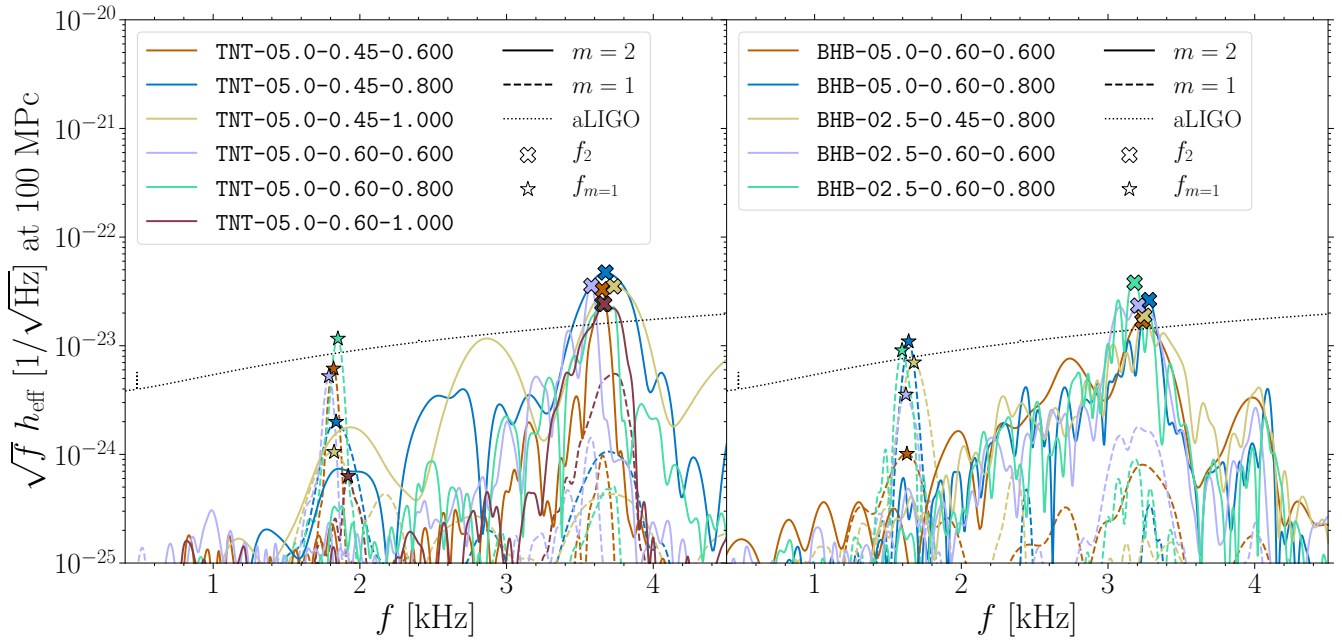 √f h_eff [1/√Hz] at 100 MPc
10^-20
10^-21
10^-22
10^-23
10^-24
10^-25
TNT-05.0-0.45-0.600
TNT-05.0-0.45-0.800
TNT-05.0-0.45-1.000
TNT-05.0-0.60-0.600
TNT-05.0-0.60-0.800
TNT-05.0-0.60-1.000
m = 2
m = 1
aLIGO
f_2
f_{m=1}
1 2 3 4
f [kHz]
BHB-05.0-0.60-0.600
BHB-05.0-0.60-0.800
BHB-02.5-0.45-0.800
BHB-02.5-0.60-0.600
BHB-02.5-0.60-0.800
m = 2
m = 1
aLIGO
f_2
f_{m=1}
1 2 3 4
f [kHz]